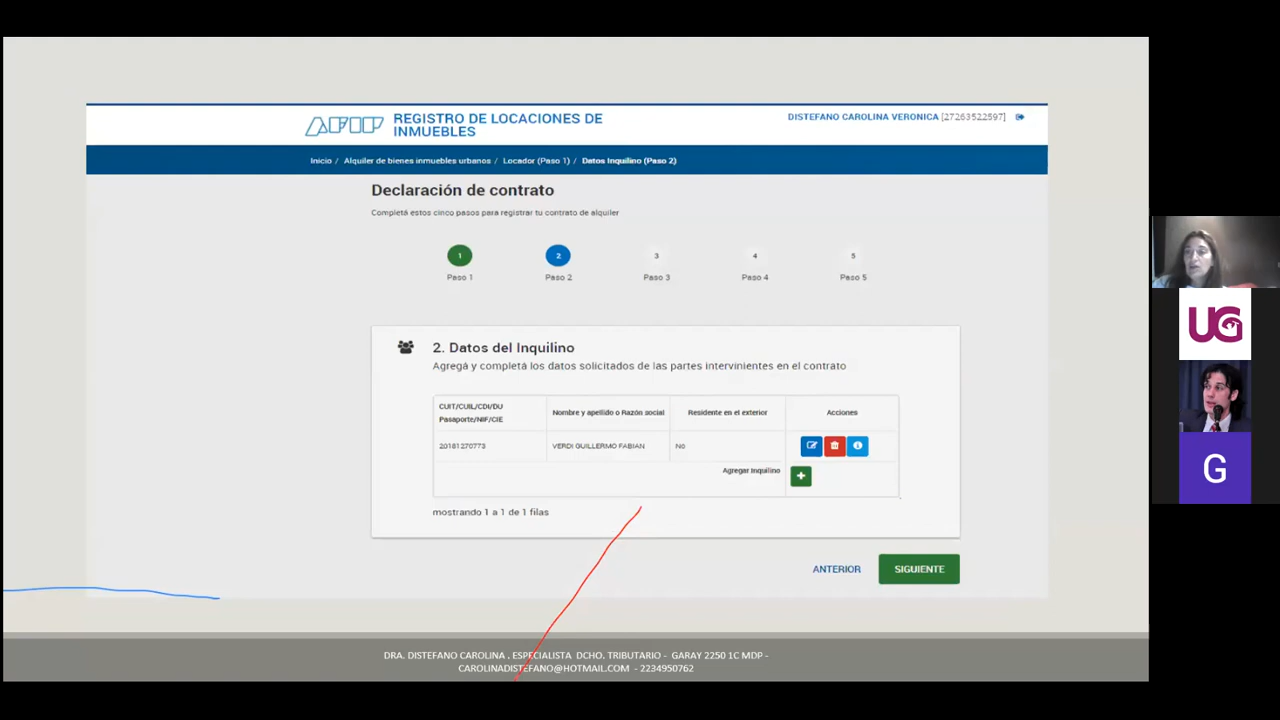 AFIP
REGISTRO DE LOCACIONES DE
INMUEBLES
DISTEFANO CAROLINA VERONICA [27263522597]
Inicio / Alquiler de bienes inmuebles urbanos / Locador (Paso 1) / Datos Inquilino (Paso 2)
Declaración de contrato
Completá estos cinco pasos para registrar tu contrato de alquiler
1 2 3 4 5
Paso 1 Paso 2 Paso 3 Paso 4 Paso 5
2. Datos del Inquilino
Agregá y completá los datos solicitados de las partes intervinientes en el contrato
CUIT/CUIL/CDI/DU
Pasaporte/NIF/CIE
Nombre y apellido o Razón social
Residente en el exterior
Acciones
20181270773 VERDI GUILLERMO FABIAN No
Agregar Inquilino
mostrando 1 a 1 de 1 filas
ANTERIOR SIGUIENTE
DRA. DISTEFANO CAROLINA , ESPECIALISTA DCHO. TRIBUTARIO - GARAY 2250 1C MDP -
CAROLINADISTEFANO@HOTMAIL.COM - 2234950762
UG
G